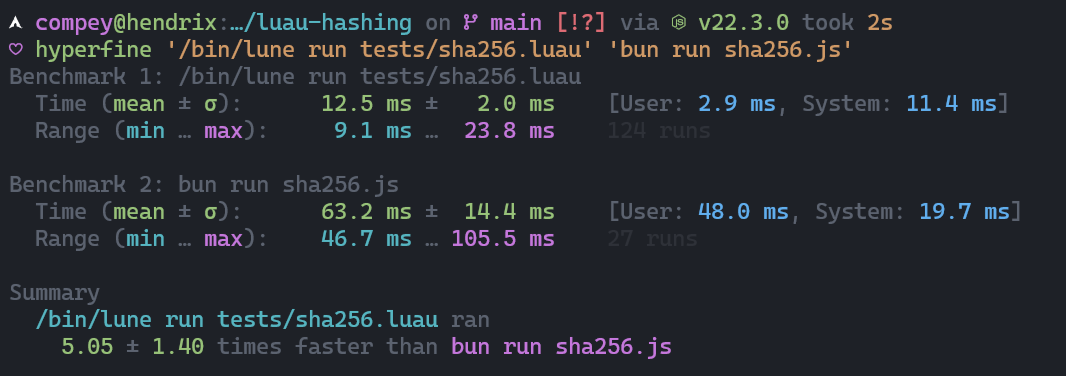 compey@hendrix:…/luau-hashing on main [!?] via v22.3.0 took 2s
hyperfine '/bin/lune run tests/sha256.luau' 'bun run sha256.js'
Benchmark 1: /bin/lune run tests/sha256.luau
Time (mean ± σ): 12.5 ms ± 2.0 ms [User: 2.9 ms, System: 11.4 ms]
Range (min … max): 9.1 ms … 23.8 ms 124 runs
Benchmark 2: bun run sha256.js
Time (mean ± σ): 63.2 ms ± 14.4 ms [User: 48.0 ms, System: 19.7 ms]
Range (min … max): 46.7 ms … 105.5 ms 27 runs
Summary
/bin/lune run tests/sha256.luau ran
5.05 ± 1.40 times faster than bun run sha256.js